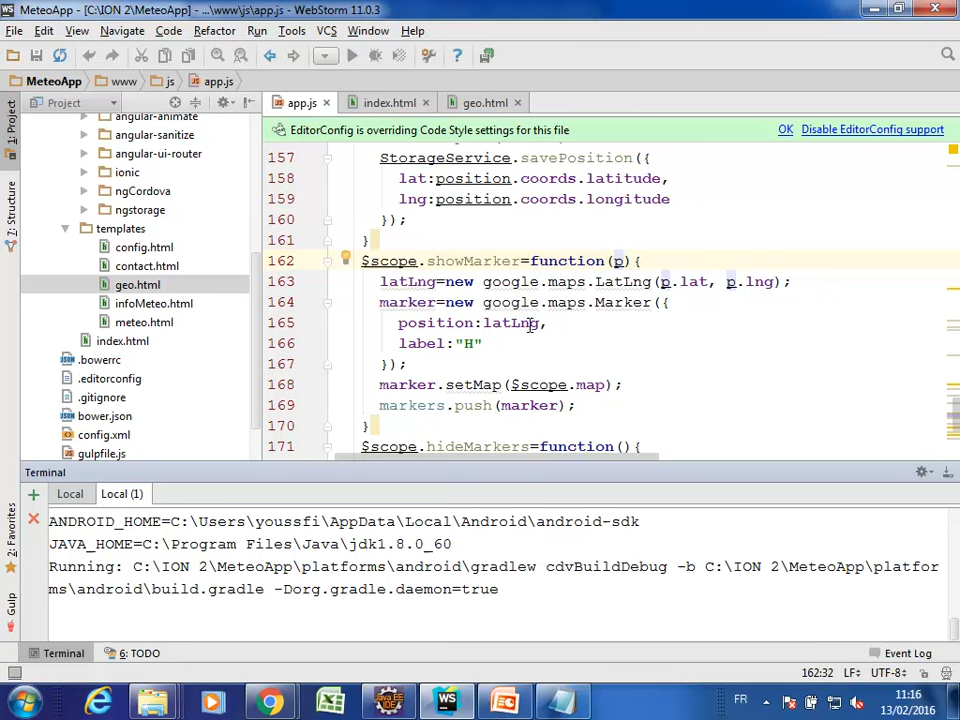 MeteoApp - [C:\ION 2\MeteoApp] - ...\www\js\app.js - WebStorm 11.0.3
File Edit View Navigate Code Refactor Run Tools VCS Window Help
MeteoApp www js app.js
Project app.js index.html geo.html
1: Project
7: Structure
2: Favorites
Gulp
angular-animate
angular-sanitize
angular-ui-router
ionic
ngCordova
ngstorage
templates
config.html
contact.html
geo.html
infoMeteo.html
meteo.html
index.html
.bowerrc
.editorconfig
.gitignore
bower.json
config.xml
gulpfile.js
EditorConfig is overriding Code Style settings for this file OK Disable EditorConfig support
157 StorageService.savePosition({
158 lat:position.coords.latitude,
159 lng:position.coords.longitude
160 });
161 }
162 $scope.showMarker=function(p){
163 latLng=new google.maps.LatLng(p.lat, p.lng);
164 marker=new google.maps.Marker({
165 position:latLng,
166 label:"H"
167 });
168 marker.setMap($scope.map);
169 markers.push(marker);
170 }
171 $scope.hideMarkers=function(){
Terminal
Local Local (1)
ANDROID_HOME=C:\Users\youssfi\AppData\Local\Android\android-sdk
JAVA_HOME=C:\Program Files\Java\jdk1.8.0_60
Running: C:\ION 2\MeteoApp\platforms\android\gradlew cdvBuildDebug -b C:\ION 2\MeteoApp\platfor
ms\android\build.gradle -Dorg.gradle.daemon=true
Terminal 6: TODO Event Log
162:32 LF÷ UTF-8÷
FR 11:16
13/02/2016